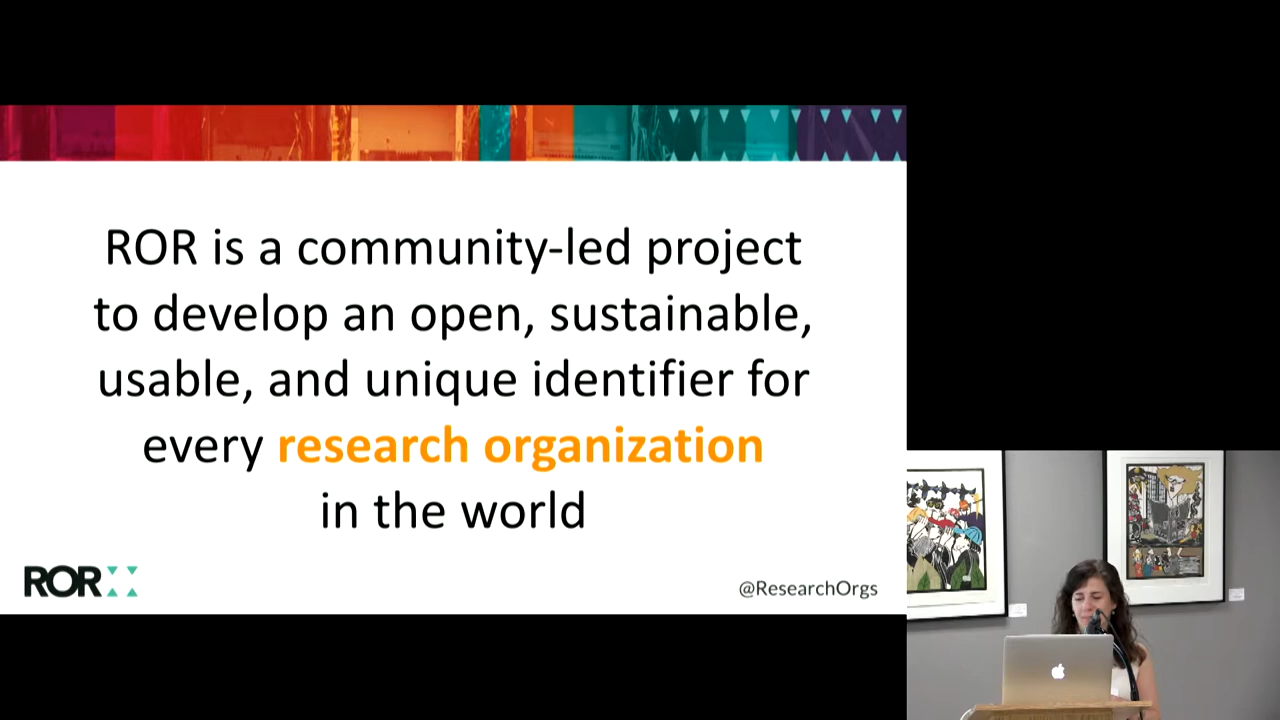 ROR is a community-led project
to develop an open, sustainable,
usable, and unique identifier for
every research organization
in the world
ROR
@ResearchOrgs